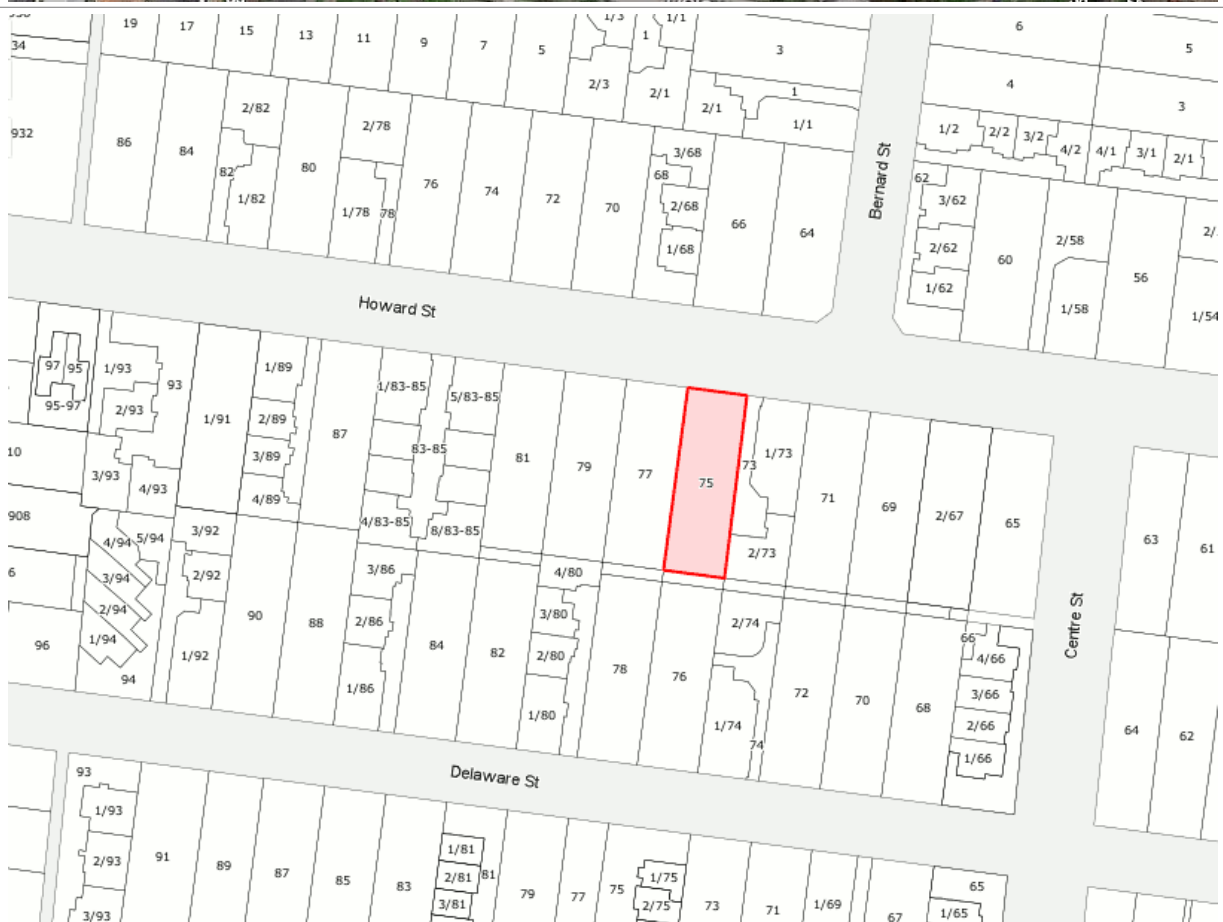 19 17 15 13 11 9 7 5 1/3 1 1/1 3 6 5
34 2/3 2/1 2/1 1 1/1 4 3
932 86 84 2/82 82 1/82 80 2/78 1/78 78 76 74 72 70 3/68 68 2/68 1/68 66 64
Bernard St
1/2 2/2 3/2 4/2 4/1 3/1 2/1
62 3/62 2/62 1/62 60 2/58 1/58 56 1/54
Howard St
97 95 95-97 1/93 2/93 93 3/93 4/93 1/91 1/89 2/89 3/89 4/89 87 1/83-85 83-85 4/83-85 5/83-85 8/83-85 81 79 77 75 73 1/73 2/73 71 69 2/67 65 63 61
10 908 6 96
4/94 5/94 3/94 2/94 1/94 94 3/92 2/92 1/92 90 88 3/86 2/86 1/86 84 82 4/80 3/80 2/80 1/80 78 76 2/74 1/74 74 72 70 68 66 4/66 3/66 2/66 1/66 64 62
Centre St
Delaware St
93 1/93 2/93 3/93 91 89 87 85 83 1/81 2/81 3/81 81 79 77 75 1/75 2/75 73 71 1/69 67 65 1/65